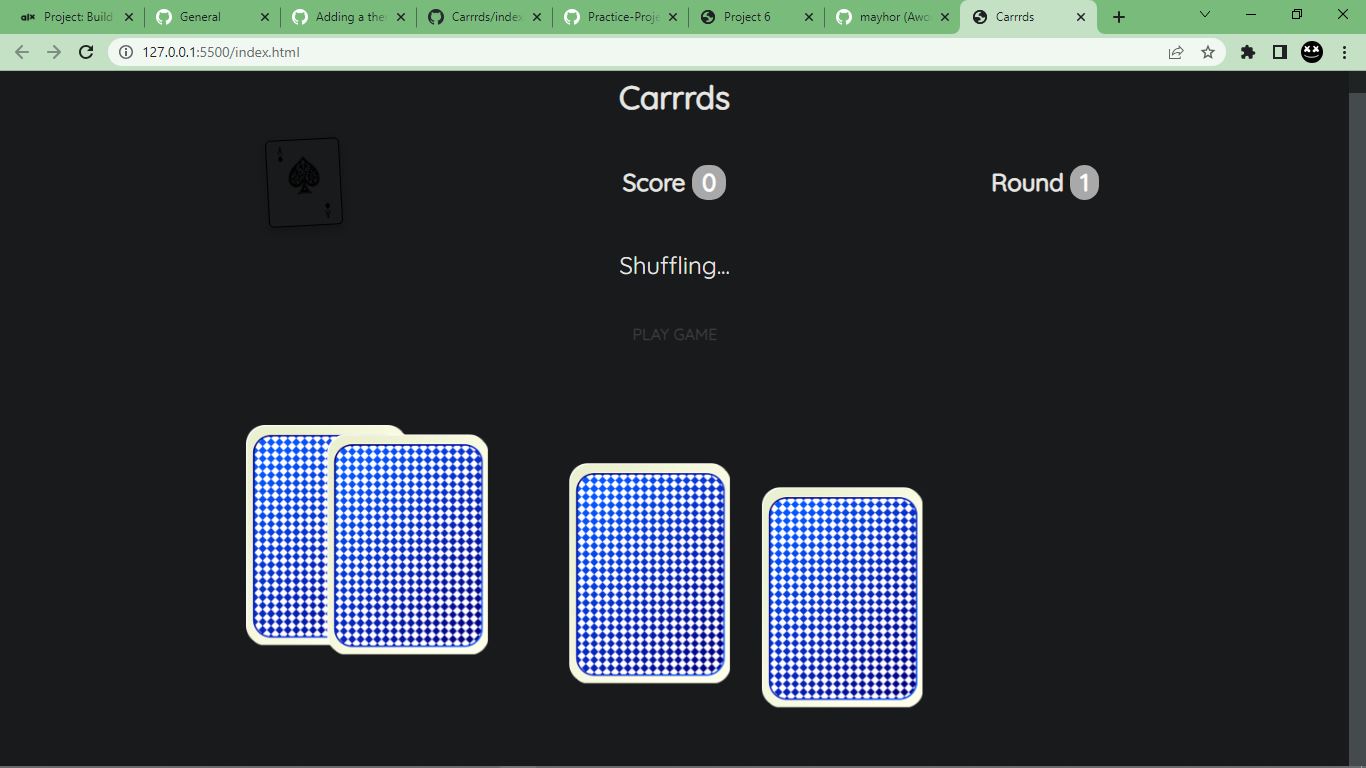 alx Project: Build
General
Adding a the
Carrrds/index
Practice-Proje
Project 6
mayhor (Awo
Carrrds
127.0.0.1:5500/index.html
Carrrds
A
A
Score 0
Round 1
Shuffling...
PLAY GAME